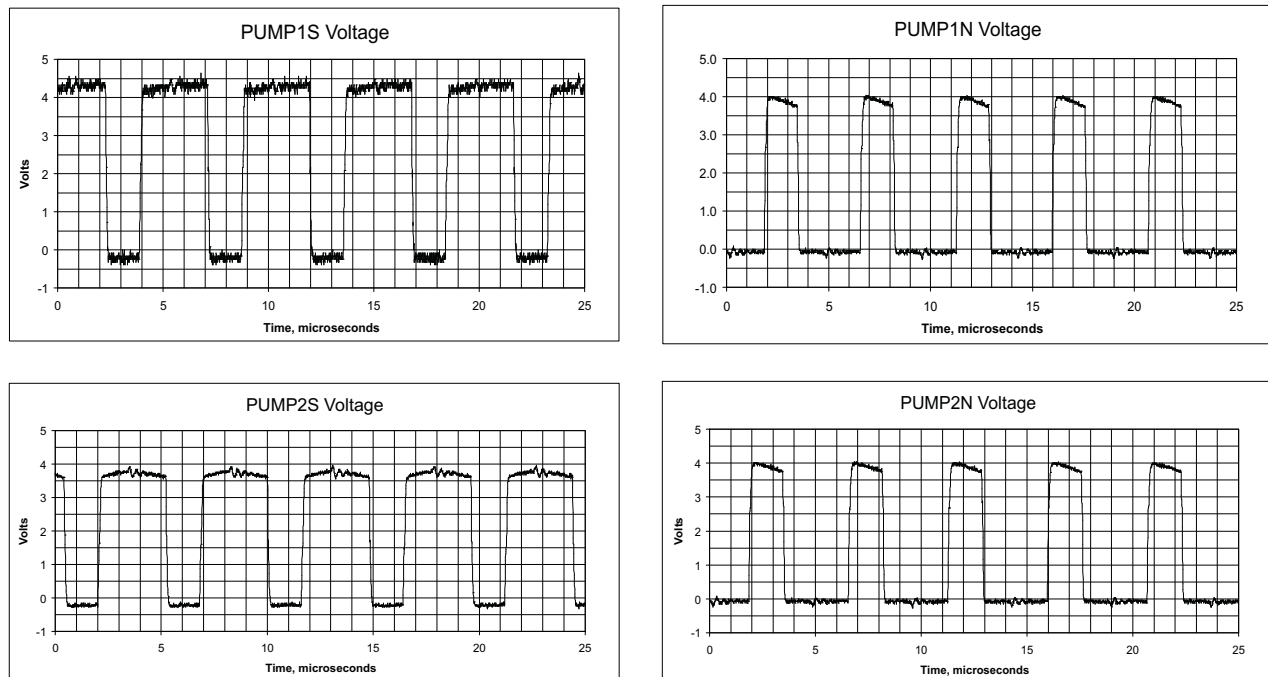 PUMP1S Voltage
5
4
3
2
1
0
-1
Volts
0 5 10 15 20 25
Time, microseconds
PUMP1N Voltage
5.0
4.0
3.0
2.0
1.0
0.0
-1.0
Volts
0 5 10 15 20 25
Time, microseconds
PUMP2S Voltage
5
4
3
2
1
0
-1
Volts
0 5 10 15 20 25
Time, microseconds
PUMP2N Voltage
5
4
3
2
1
0
-1
Volts
0 5 10 15 20 25
Time, microseconds